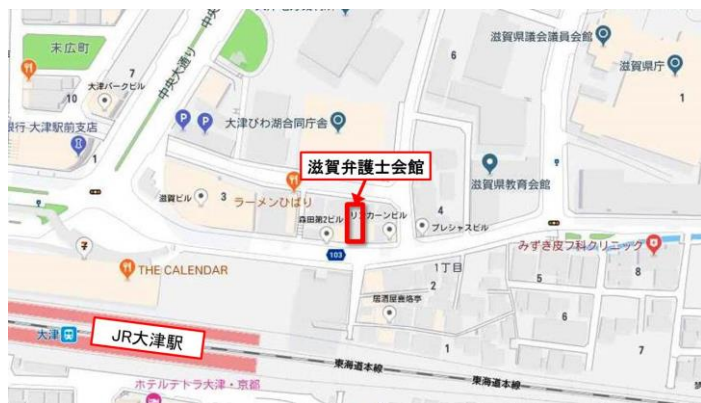 中央大通り
末広町
6
滋賀県議会議員会館
滋賀県庁
7
大津パークビル
10
1
大津びわ湖合同庁舎
P
P
銀行 大津駅前支店
1
滋賀弁護士会館
滋賀県教育会館
滋賀ビル
3
ラーメンひばり
森田第2ビル
リンカーンビル
4
プレシャスビル
みずき皮フ科クリニック
103
1丁目
THE CALENDAR
2
5
8
居酒屋
6
大津
JR大津駅
1
7
東海道本線
東海道本線
ホテルテトラ大津・京都